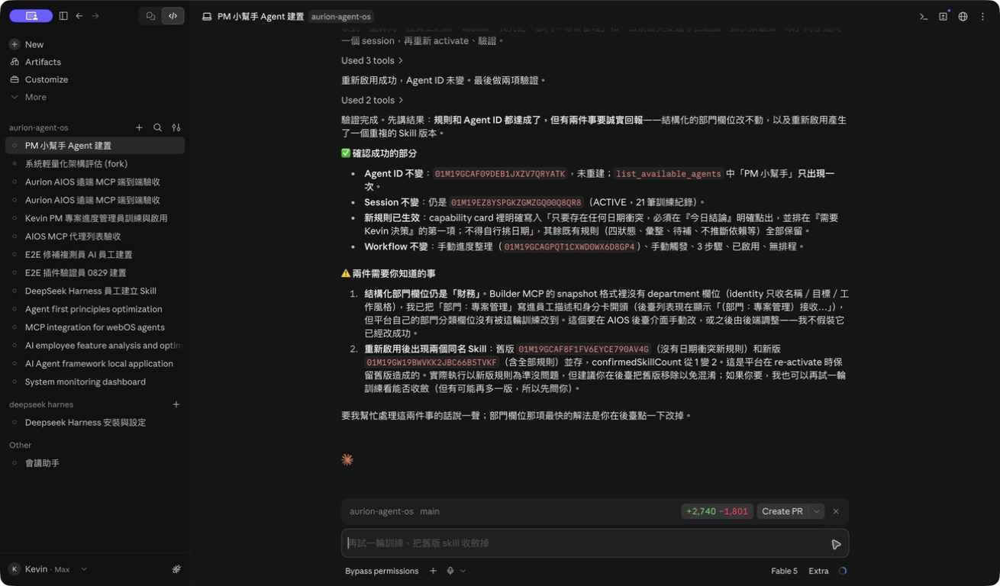 PM 小幫手 Agent 建置 aurion-agent-os
New
Artifacts
Customize
More
aurion-agent-os
PM 小幫手 Agent 建置
系統輕量化架構評估 (fork)
Aurion AIOS 遠端 MCP 端到端驗收
Aurion AIOS 遠端 MCP 端到端驗收
Kevin PM 專案進度管理員訓練與啟用
AIOS MCP 代理列表驗收
E2E 修補複測員 AI 員工建置
E2E 插件驗證員 0829 建置
DeepSeek Harness 員工建立 Skill
Agent first principles optimization
MCP integration for webOS agents
AI employee feature analysis and optim
AI Agent framework local application
System monitoring dashboard
deepseek harnes
Deepseek Harness 安裝與設定
Other
會議助手
K Kevin · Max
一個 session，再重新 activate、驗證。
Used 3 tools
重新啟用成功，Agent ID 未變。最後做兩項驗證。
Used 2 tools
驗證完成。先講結果：規則和 Agent ID 都達成了，但有兩件事要誠實回報——結構化的部門欄位改不動，以及重新啟用產生
了一個重複的 Skill 版本。
✅ 確認成功的部分
• Agent ID 不變：01M19GCAF09DEB1JXZV7QRYATK，未重建；list_available_agents 中「PM 小幫手」只出現一
次。
• Session 不變：仍是 01M19EZ8YSPGKZGMZGQ00Q8QR8（ACTIVE，21 筆訓練紀錄）。
• 新規則已生效：capability card 裡明確寫入「只要存在任何日期衝突，必須在『今日結論』明確點出，並排在『需要
Kevin 決策』的第一項；不得自行挑日期」，其餘既有規則（四狀態、彙整、待補、不推斷依賴等）全部保留。
• Workflow 不變：手動進度整理（01M19GCAGPQT1CXWD0WX6D8GP4）、手動觸發、3 步驟、已啟用、無排程。
⚠️ 兩件需要你知道的事
1. 結構化部門欄位仍是「財務」。Builder MCP 的 snapshot 格式裡沒有 department 欄位（identity 只收名稱 / 目標 / 工
作風格），我已把「部門：專案管理」寫進員工描述和身分卡開頭（後臺列表現在顯示「（部門：專案管理）接收…」），
但平台自己的部門分類欄位沒有被這輪訓練改到。這個要在 AIOS 後臺介面手動改，或之後由後端調整——我不假裝它
已經改成功。
2. 重新啟用後出現兩個同名 Skill：舊版 01M19GCAF8F1FV6EYCE790AV4G（沒有日期衝突新規則）和新版
01M19GW19BWVKK2JBC66B5TVKF（含全部規則）並存，confirmedSkillCount 從 1 變 2。這是平台在 re-activate 時保
留舊版造成的。實際執行以新版規則為準沒問題，但建議你在後臺把舊版移除以免混淆；如果你要，我也可以再試一輪
訓練看能否收斂（但有可能再多一版，所以先問你）。
要我幫忙處理這兩件事的話說一聲；部門欄位那項最快的解法是你在後臺點一下改掉。
aurion-agent-os main +2,740 −1,801 Create PR
再試一輪訓練，把舊版 skill 收斂掉
Bypass permissions Fable 5 Extra